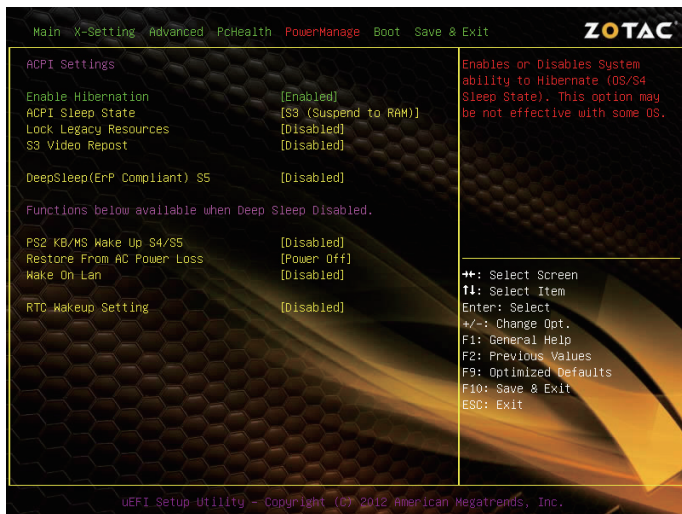 Main X-Setting Advanced PcHealth PowerManage Boot Save & Exit
ZOTAC
ACPI Settings
Enable Hibernation [Enabled]
ACPI Sleep State [S3 (Suspend to RAM)]
Lock Legacy Resources [Disabled]
S3 Video Repost [Disabled]
DeepSleep(ErP Compliant) S5 [Disabled]
Functions below available when Deep Sleep Disabled.
PS2 KB/MS Wake Up S4/S5 [Disabled]
Restore From AC Power Loss [Power Off]
Wake On Lan [Disabled]
RTC Wakeup Setting [Disabled]
Enables or Disables System
ability to Hibernate (OS/S4
Sleep State). This option may
be not effective with some OS.
→←: Select Screen
↑↓: Select Item
Enter: Select
+/-: Change Opt.
F1: General Help
F2: Previous Values
F9: Optimized Defaults
F10: Save & Exit
ESC: Exit
uEFI Setup Utility - Copyright (C) 2012 American Megatrends, Inc.